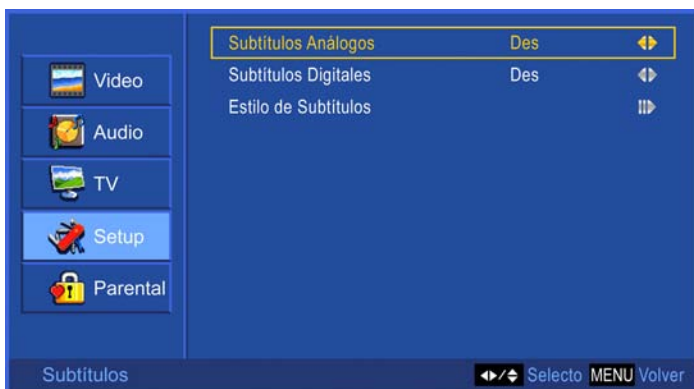 Video
Audio
TV
Setup
Parental
Subtítulos Análogos Des
Subtítulos Digitales Des
Estilo de Subtítulos
Subtítulos Selecto MENU Volver